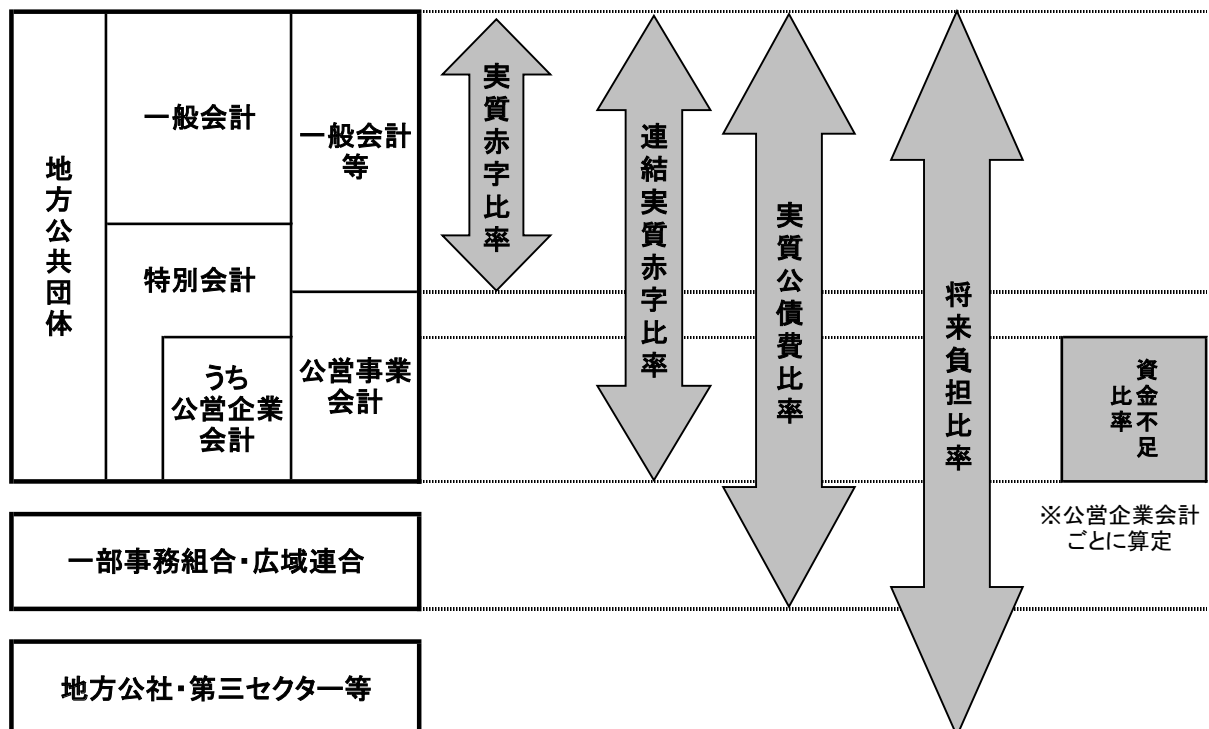 地方公共団体
一般会計
特別会計
うち
公営企業
会計
一般会計
等
公営事業
会計
実質赤字比率
連結実質赤字比率
実質公債費比率
将来負担比率
資金不足
比率
※公営企業会計
ごとに算定
一部事務組合・広域連合
地方公社・第三セクター等